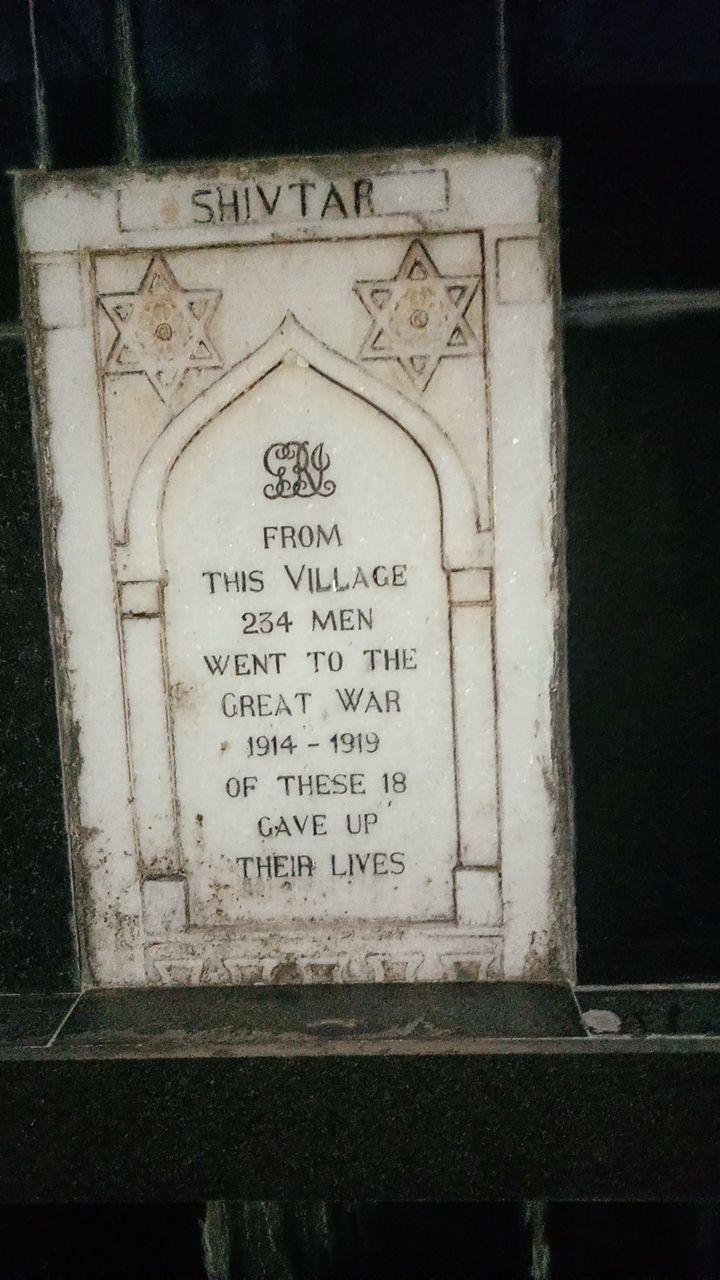 SHIVTAR
GRI
FROM
THIS VILLAGE
234 MEN
WENT TO THE
GREAT WAR
1914 - 1919
OF THESE 18
GAVE UP
THEIR LIVES